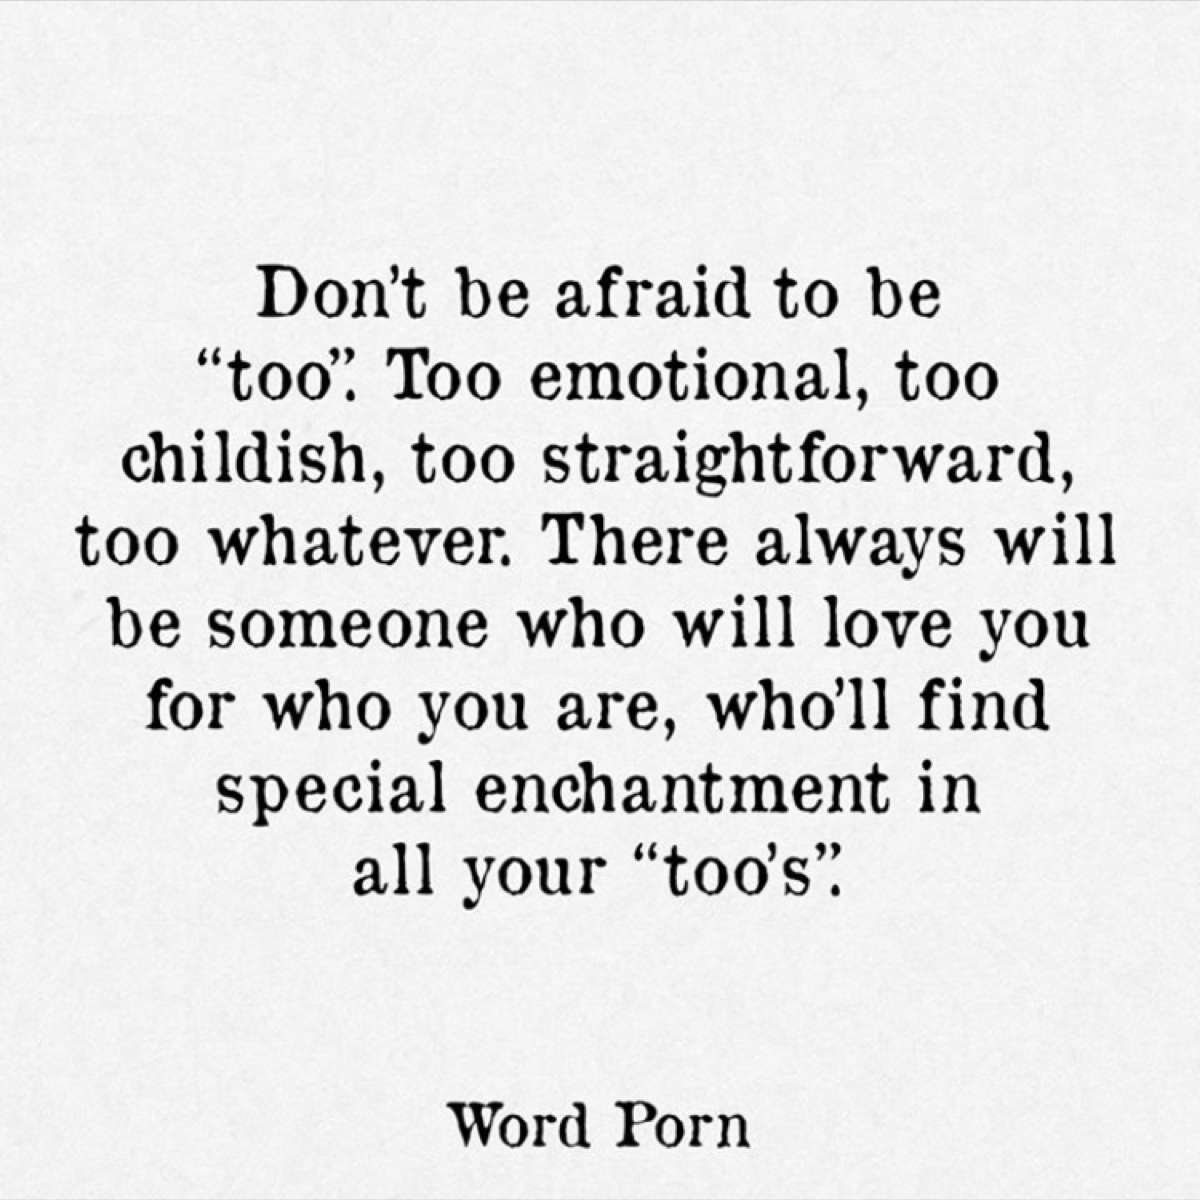 Don't be afraid to be
“too”. Too emotional, too
childish, too straightforward,
too whatever. There always will
be someone who will love you
for who you are, who'll find
special enchantment in
all your “too's”.
Word Porn